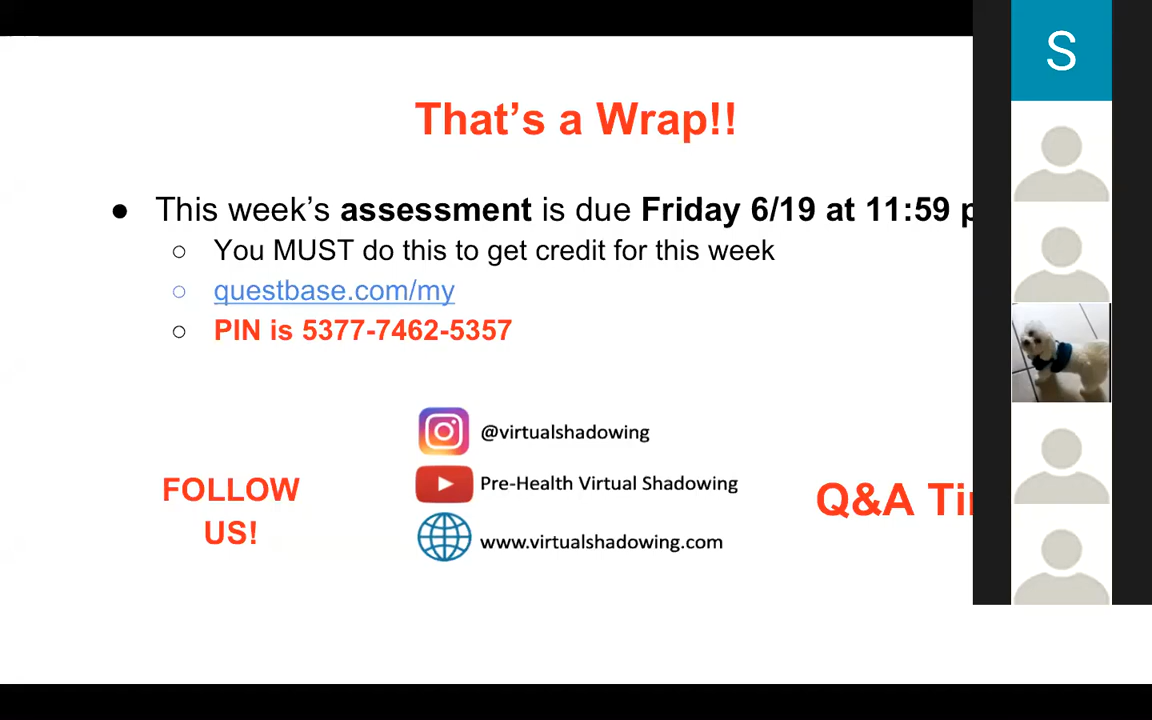 S
That’s a Wrap!!
● This week’s assessment is due Friday 6/19 at 11:59 p
○ You MUST do this to get credit for this week
○ questbase.com/my
○ PIN is 5377-7462-5357
@virtualshadowing
Pre-Health Virtual Shadowing
www.virtualshadowing.com
FOLLOW
US!
Q&A